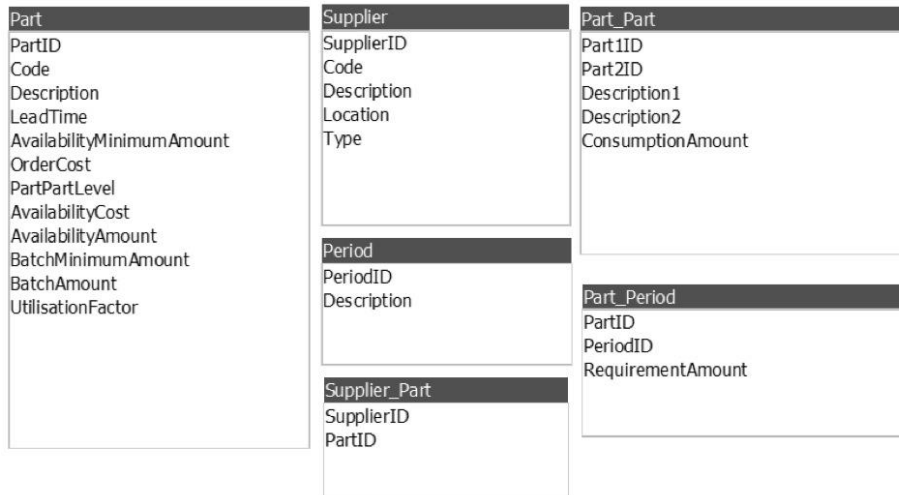 Part
PartID
Code
Description
LeadTime
AvailabilityMinimumAmount
OrderCost
PartPartLevel
AvailabilityCost
AvailabilityAmount
BatchMinimumAmount
BatchAmount
UtilisationFactor
Supplier
SupplierID
Code
Description
Location
Type
Period
PeriodID
Description
Supplier_Part
SupplierID
PartID
Part_Part
Part1ID
Part2ID
Description1
Description2
ConsumptionAmount
Part_Period
PartID
PeriodID
RequirementAmount